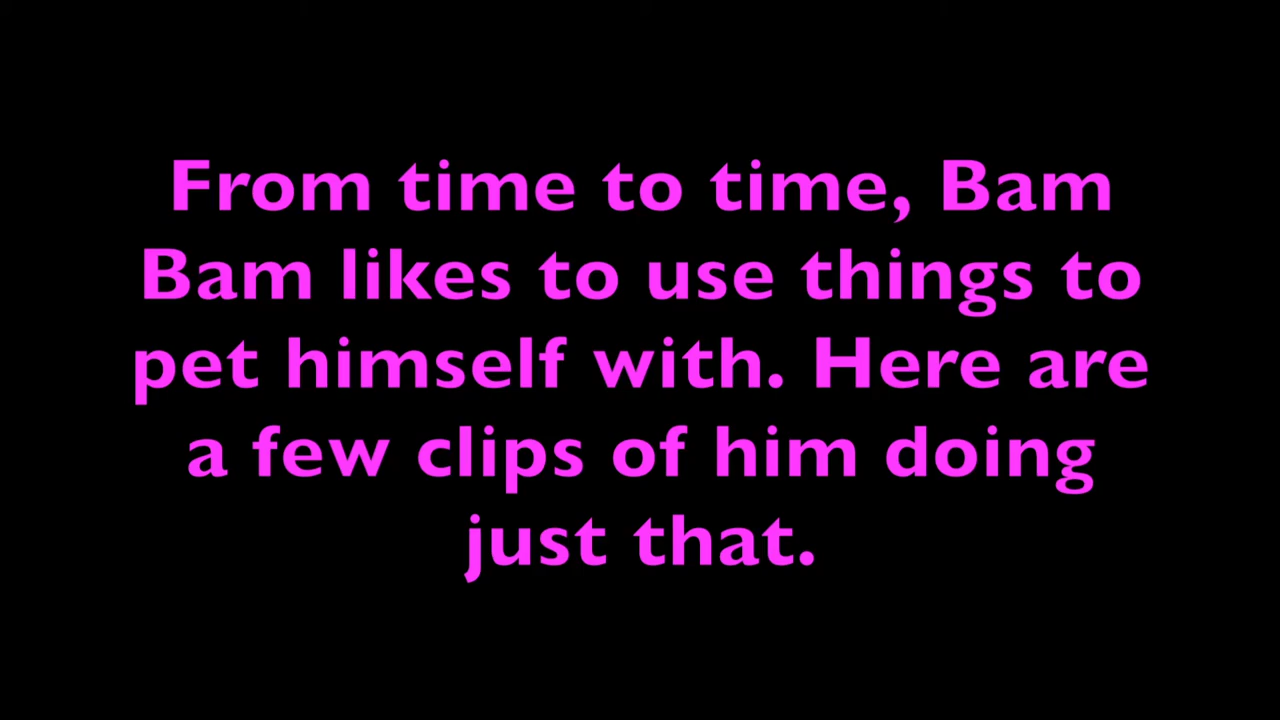 From time to time, Bam
Bam likes to use things to
pet himself with. Here are
a few clips of him doing
just that.